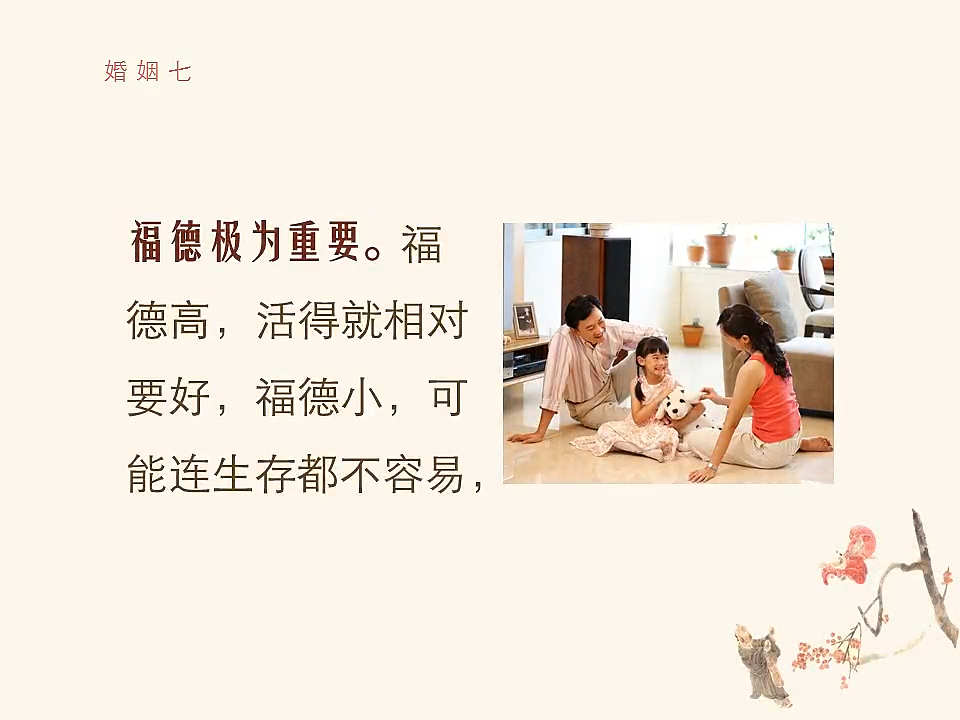 婚姻七
福德极为重要。福
德高，活得就相对
要好，福德小，可
能连生存都不容易，